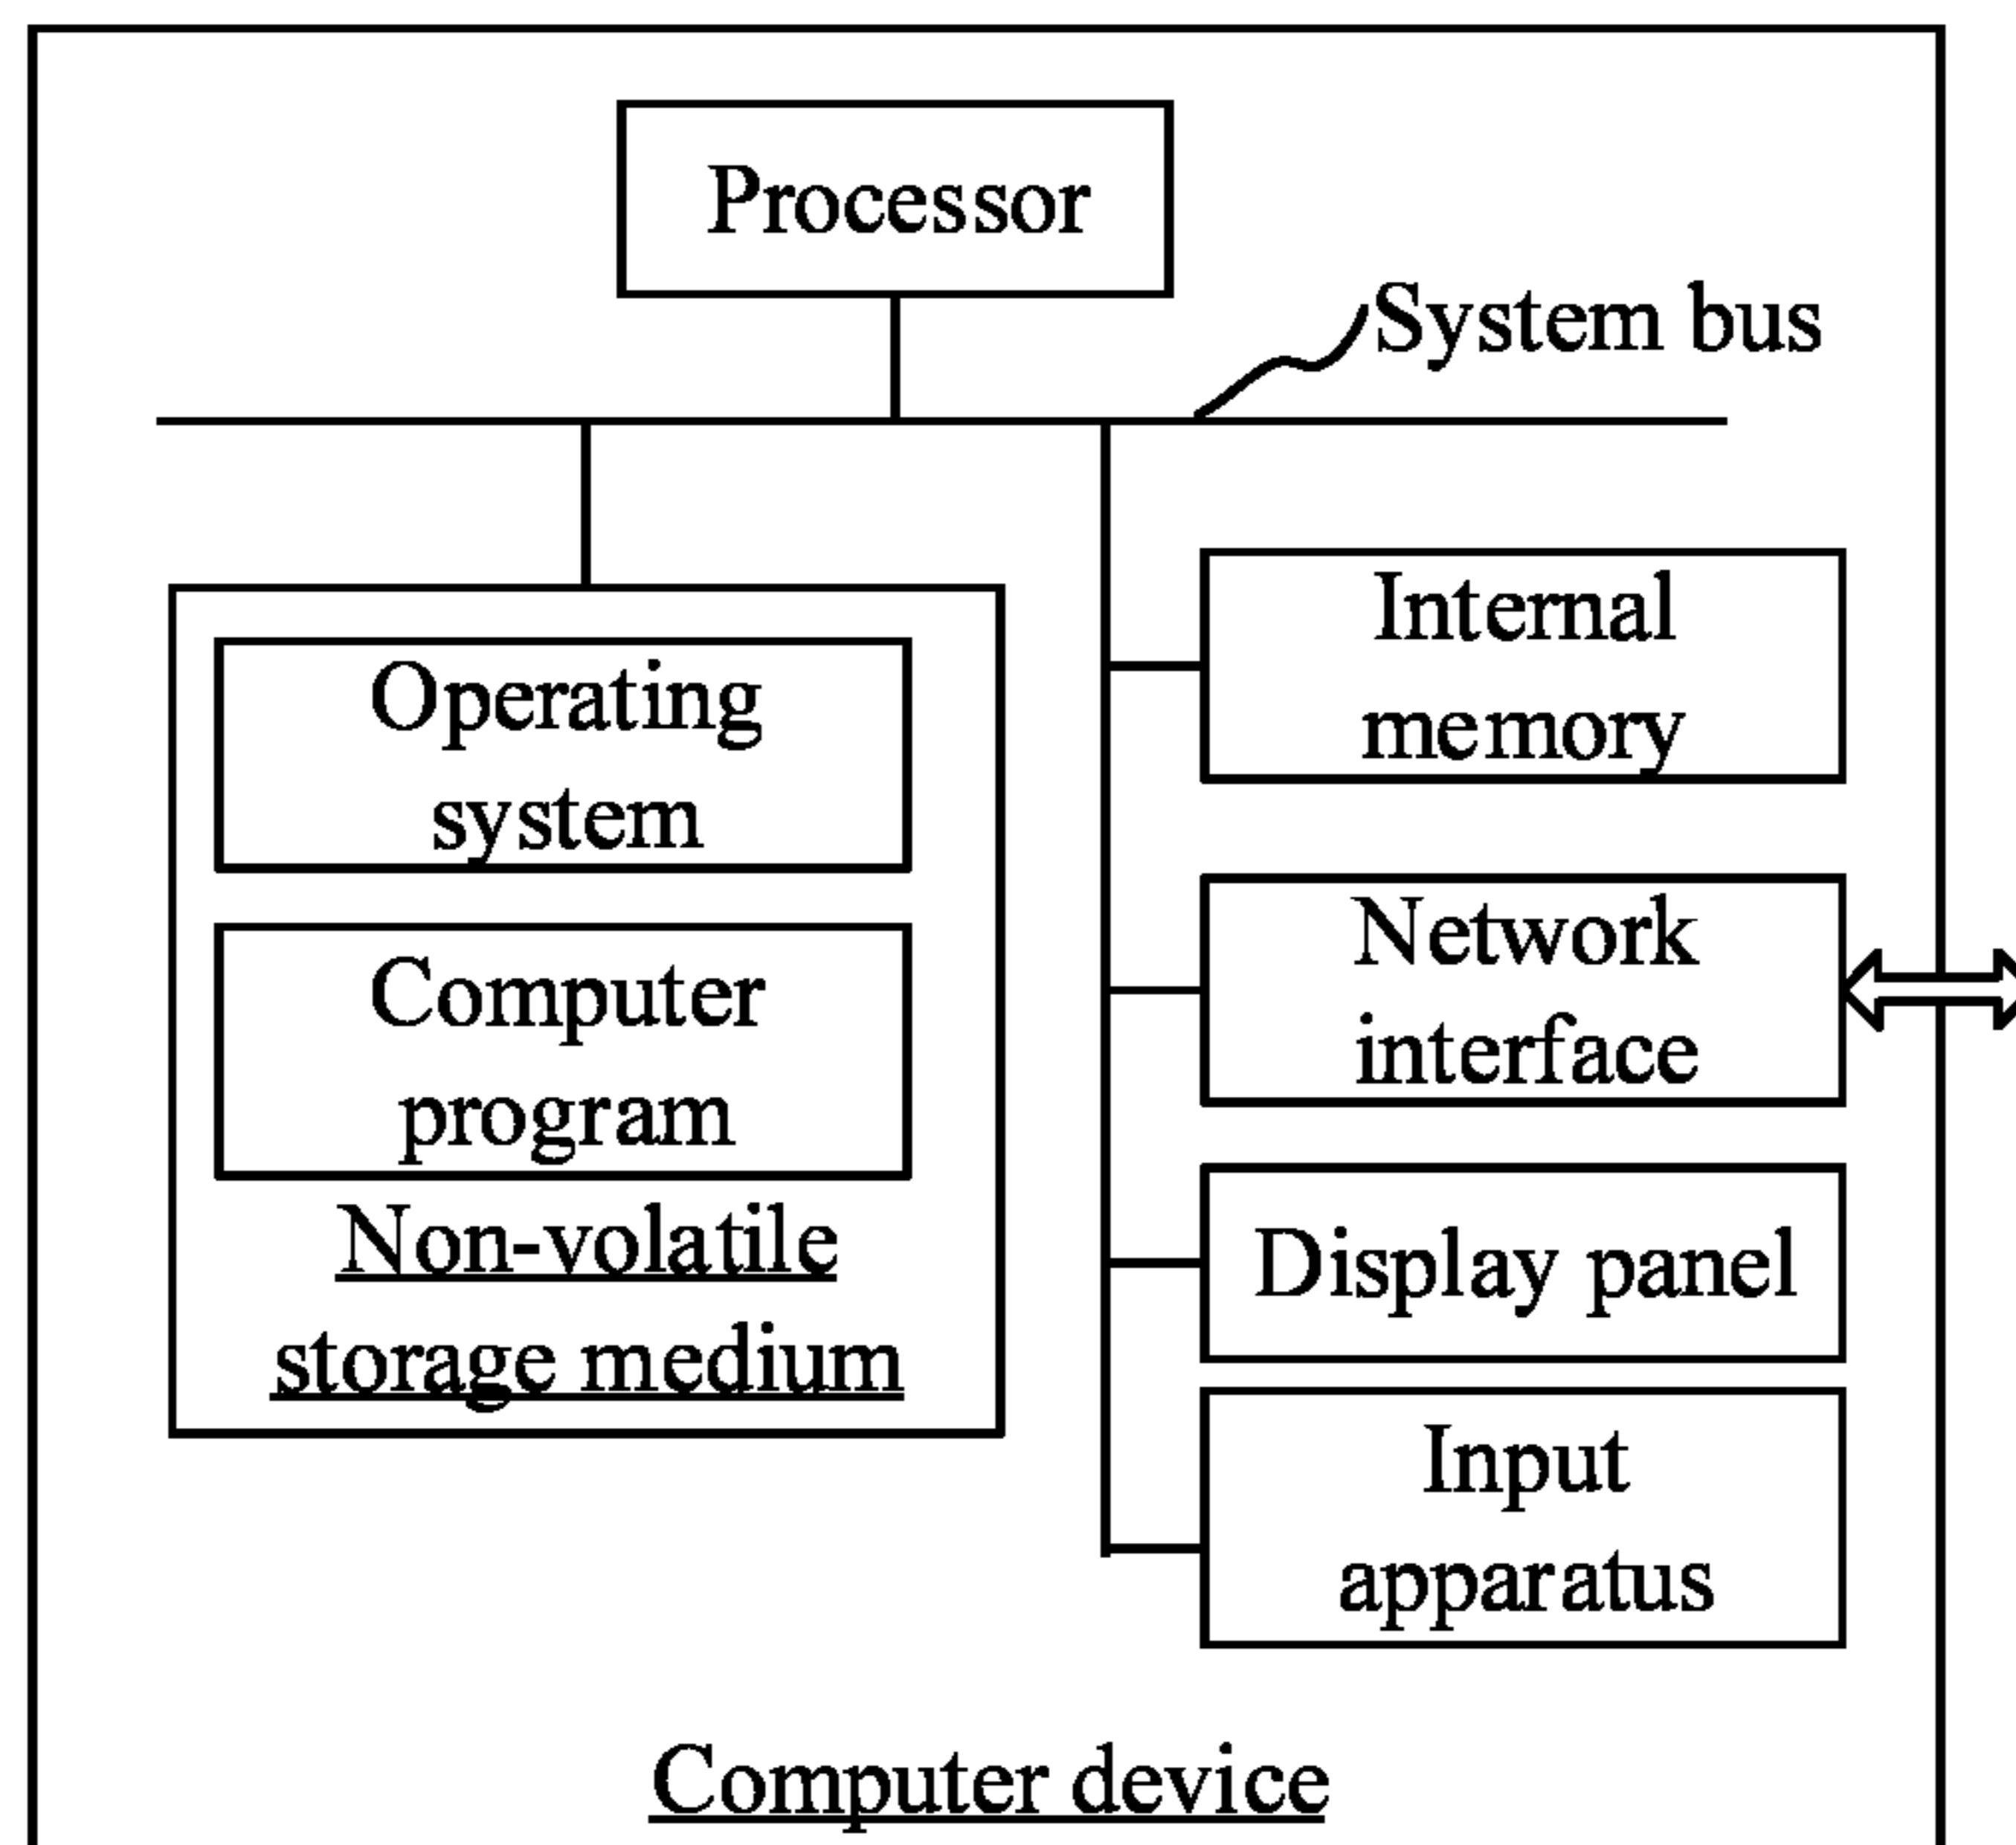 Processor
System bus
Operating
system
Computer
program
Non-volatile
storage medium
Internal
memory
Network
interface
Display panel
Input
apparatus
Computer device